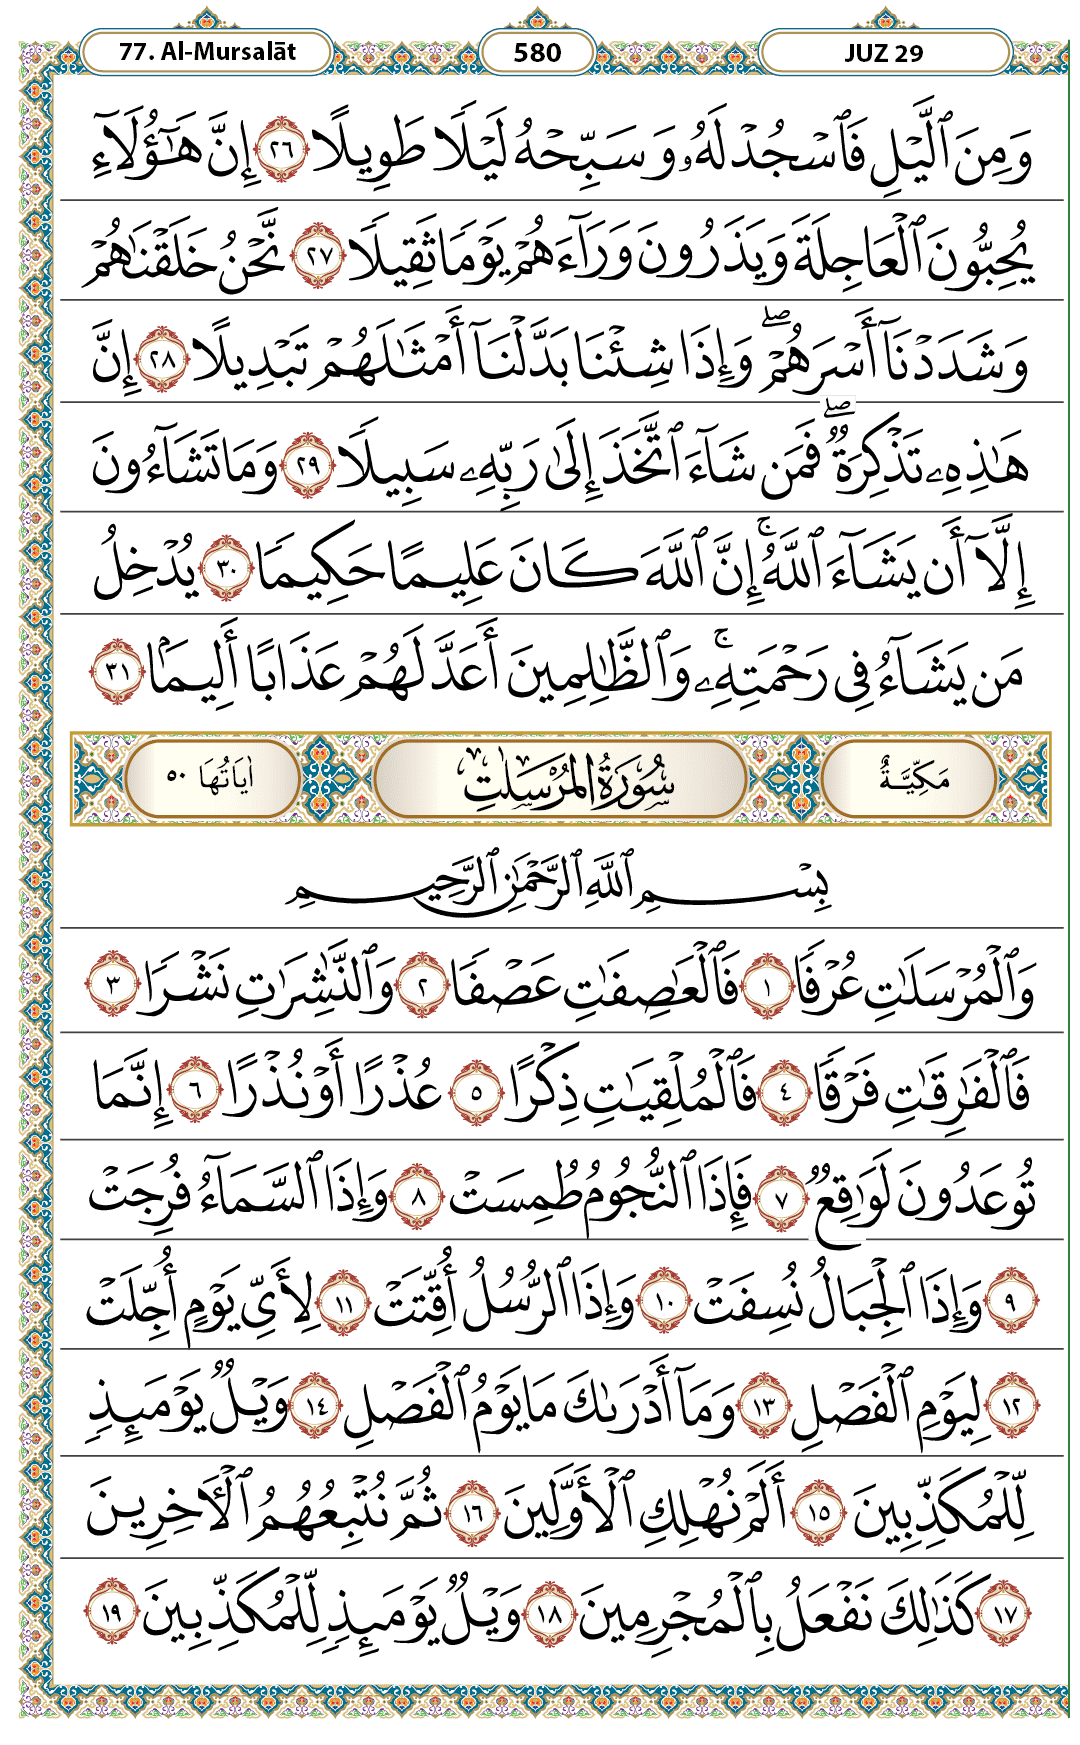 77. Al-Mursalāt 580 JUZ 29
وَمِنَ ٱلَّيْلِ فَٱسْجُدْ لَهُۥ وَسَبِّحْهُ لَيْلًا طَوِيلًا ٢٦ إِنَّ هَٰٓؤُلَآءِ
يُحِبُّونَ ٱلْعَاجِلَةَ وَيَذَرُونَ وَرَآءَهُمْ يَوْمًا ثَقِيلًا ٢٧ نَّحْنُ خَلَقْنَٰهُمْ
وَشَدَدْنَآ أَسْرَهُمْ ۖ وَإِذَا شِئْنَا بَدَّلْنَآ أَمْثَٰلَهُمْ تَبْدِيلًا ٢٨ إِنَّ
هَٰذِهِۦ تَذْكِرَةٌ ۖ فَمَن شَآءَ ٱتَّخَذَ إِلَىٰ رَبِّهِۦ سَبِيلًا ٢٩ وَمَا تَشَآءُونَ
إِلَّآ أَن يَشَآءَ ٱللَّهُ ۚ إِنَّ ٱللَّهَ كَانَ عَلِيمًا حَكِيمًا ٣٠ يُدْخِلُ
مَن يَشَآءُ فِى رَحْمَتِهِۦ ۚ وَٱلظَّٰلِمِينَ أَعَدَّ لَهُمْ عَذَابًا أَلِيمًۢا ٣١
مَكِّيَّةٌ سُورَةُ المُرْسَلٰتِ اٰيَاتُهَا ٥٠
بِسْمِ ٱللَّهِ ٱلرَّحْمَٰنِ ٱلرَّحِيمِ
وَٱلْمُرْسَلَٰتِ عُرْفًا ١ فَٱلْعَٰصِفَٰتِ عَصْفًا ٢ وَٱلنَّٰشِرَٰتِ نَشْرًا ٣
فَٱلْفَٰرِقَٰتِ فَرْقًا ٤ فَٱلْمُلْقِيَٰتِ ذِكْرًا ٥ عُذْرًا أَوْ نُذْرًا ٦ إِنَّمَا
تُوعَدُونَ لَوَٰقِعٌ ٧ فَإِذَا ٱلنُّجُومُ طُمِسَتْ ٨ وَإِذَا ٱلسَّمَآءُ فُرِجَتْ
٩ وَإِذَا ٱلْجِبَالُ نُسِفَتْ ١٠ وَإِذَا ٱلرُّسُلُ أُقِّتَتْ ١١ لِأَىِّ يَوْمٍ أُجِّلَتْ
١٢ لِيَوْمِ ٱلْفَصْلِ ١٣ وَمَآ أَدْرَىٰكَ مَا يَوْمُ ٱلْفَصْلِ ١٤ وَيْلٌ يَوْمَئِذٍ
لِّلْمُكَذِّبِينَ ١٥ أَلَمْ نُهْلِكِ ٱلْأَوَّلِينَ ١٦ ثُمَّ نُتْبِعُهُمُ ٱلْـَٔاخِرِينَ
١٧ كَذَٰلِكَ نَفْعَلُ بِٱلْمُجْرِمِينَ ١٨ وَيْلٌ يَوْمَئِذٍ لِّلْمُكَذِّبِينَ ١٩